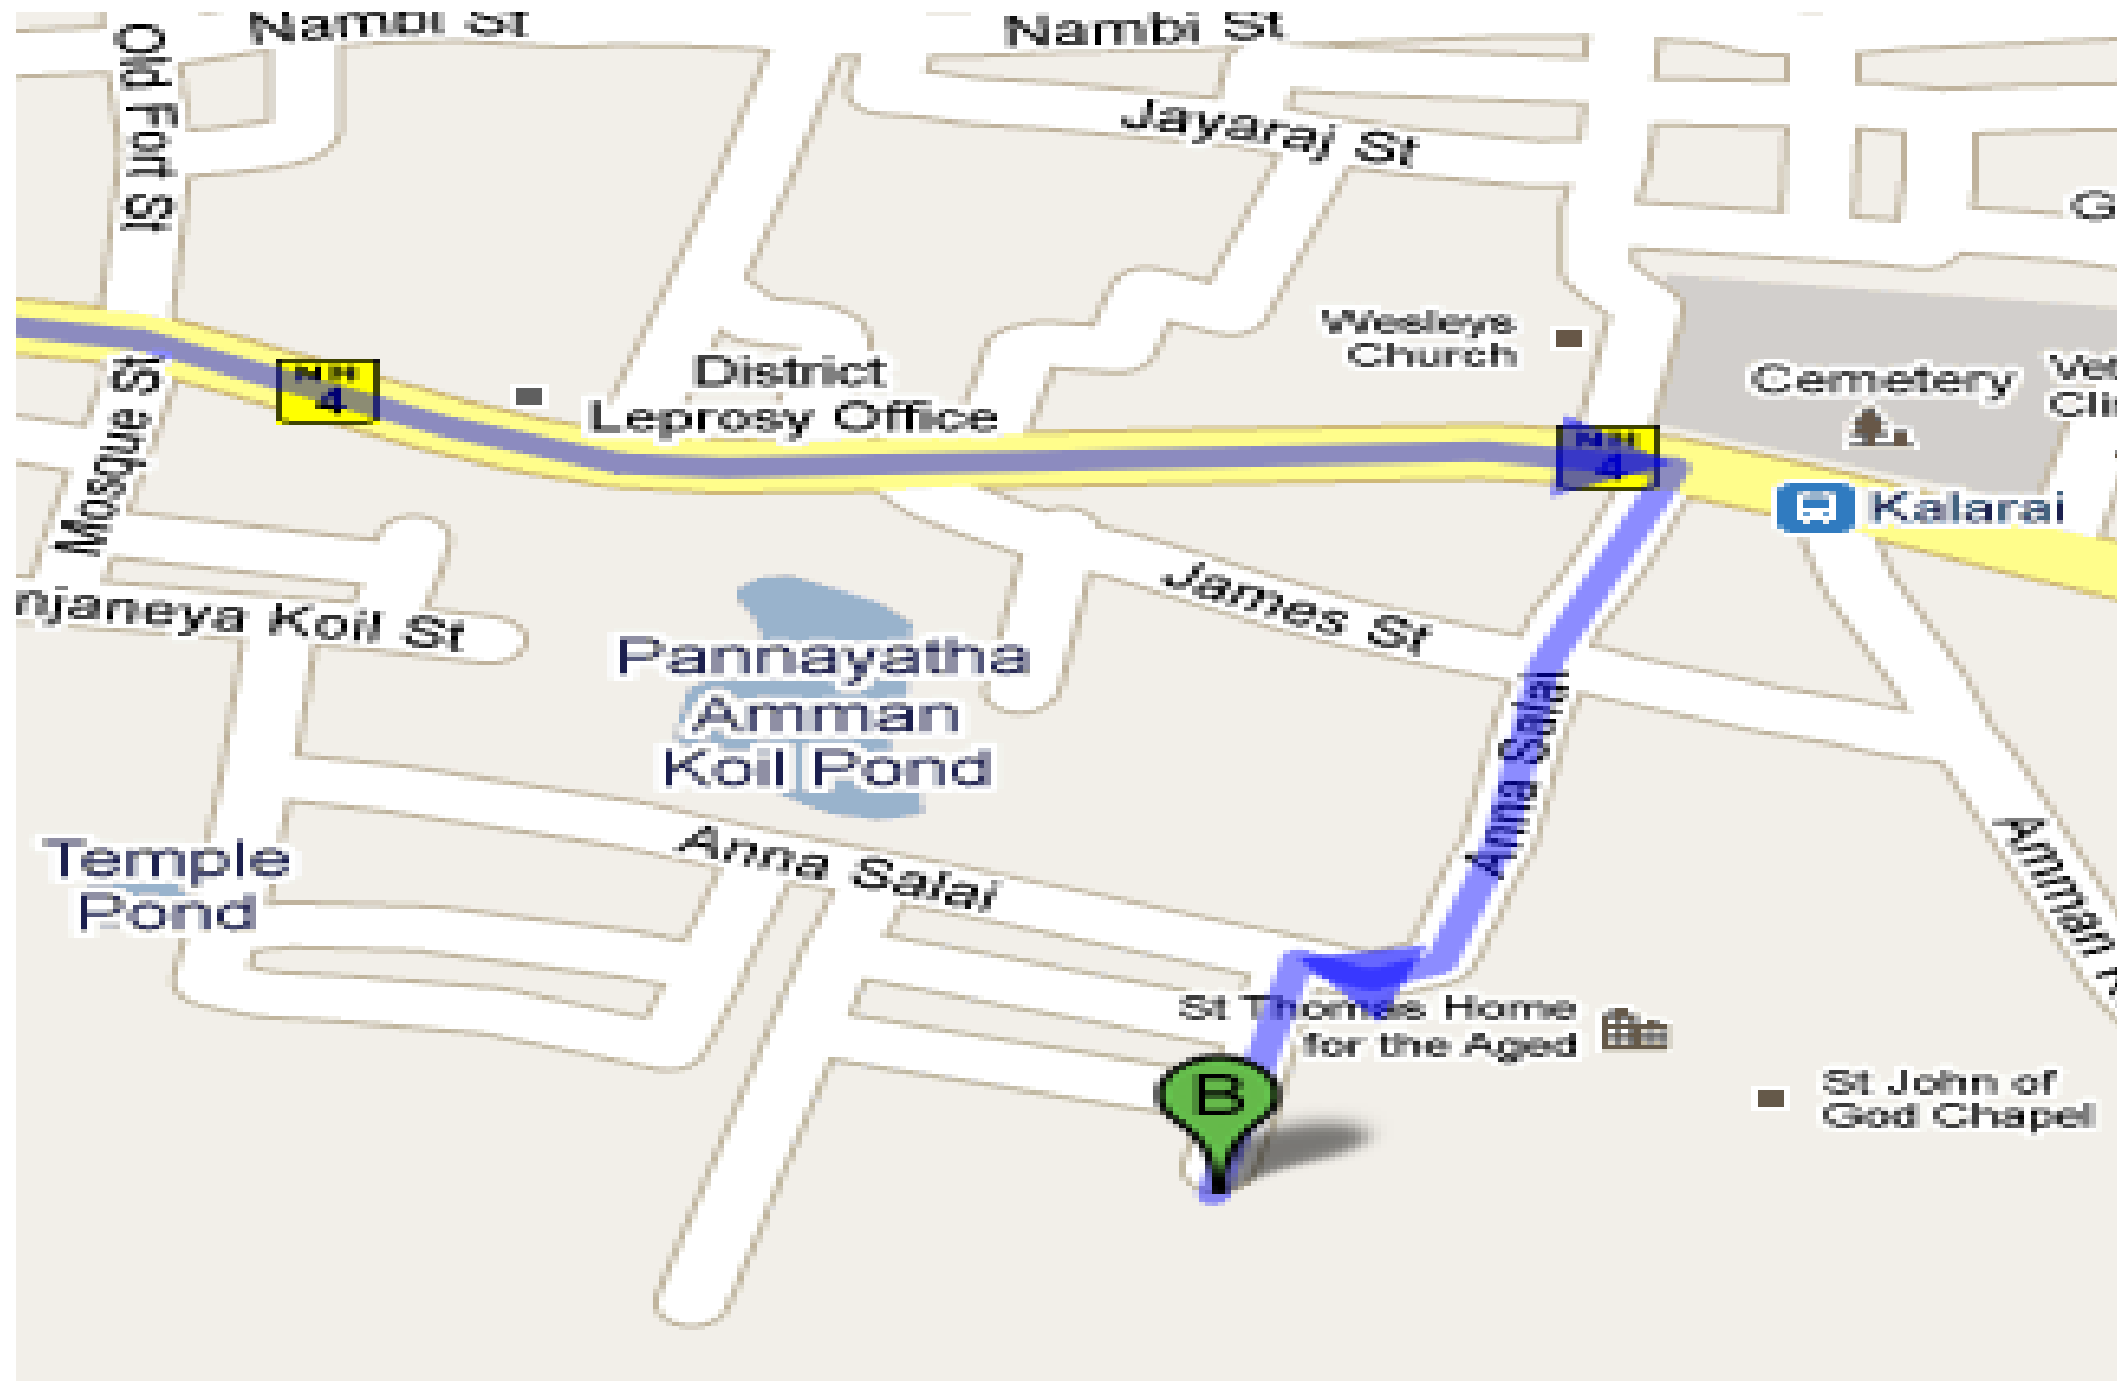 Nambi St
Nambi St
Old Fort St
Jayaraj St
G
Wesleys
Church
District
Leprosy Office
NH
4
NH
4
Cemetery
Vet
Clin
Kalarai
Mosque St
njaneya Koil St
James St
Pannayatha
Amman
Koil Pond
Anna Salai
Temple
Pond
Anna Salai
Amman
St Thomas Home
for the Aged
B
St John of
God Chapel